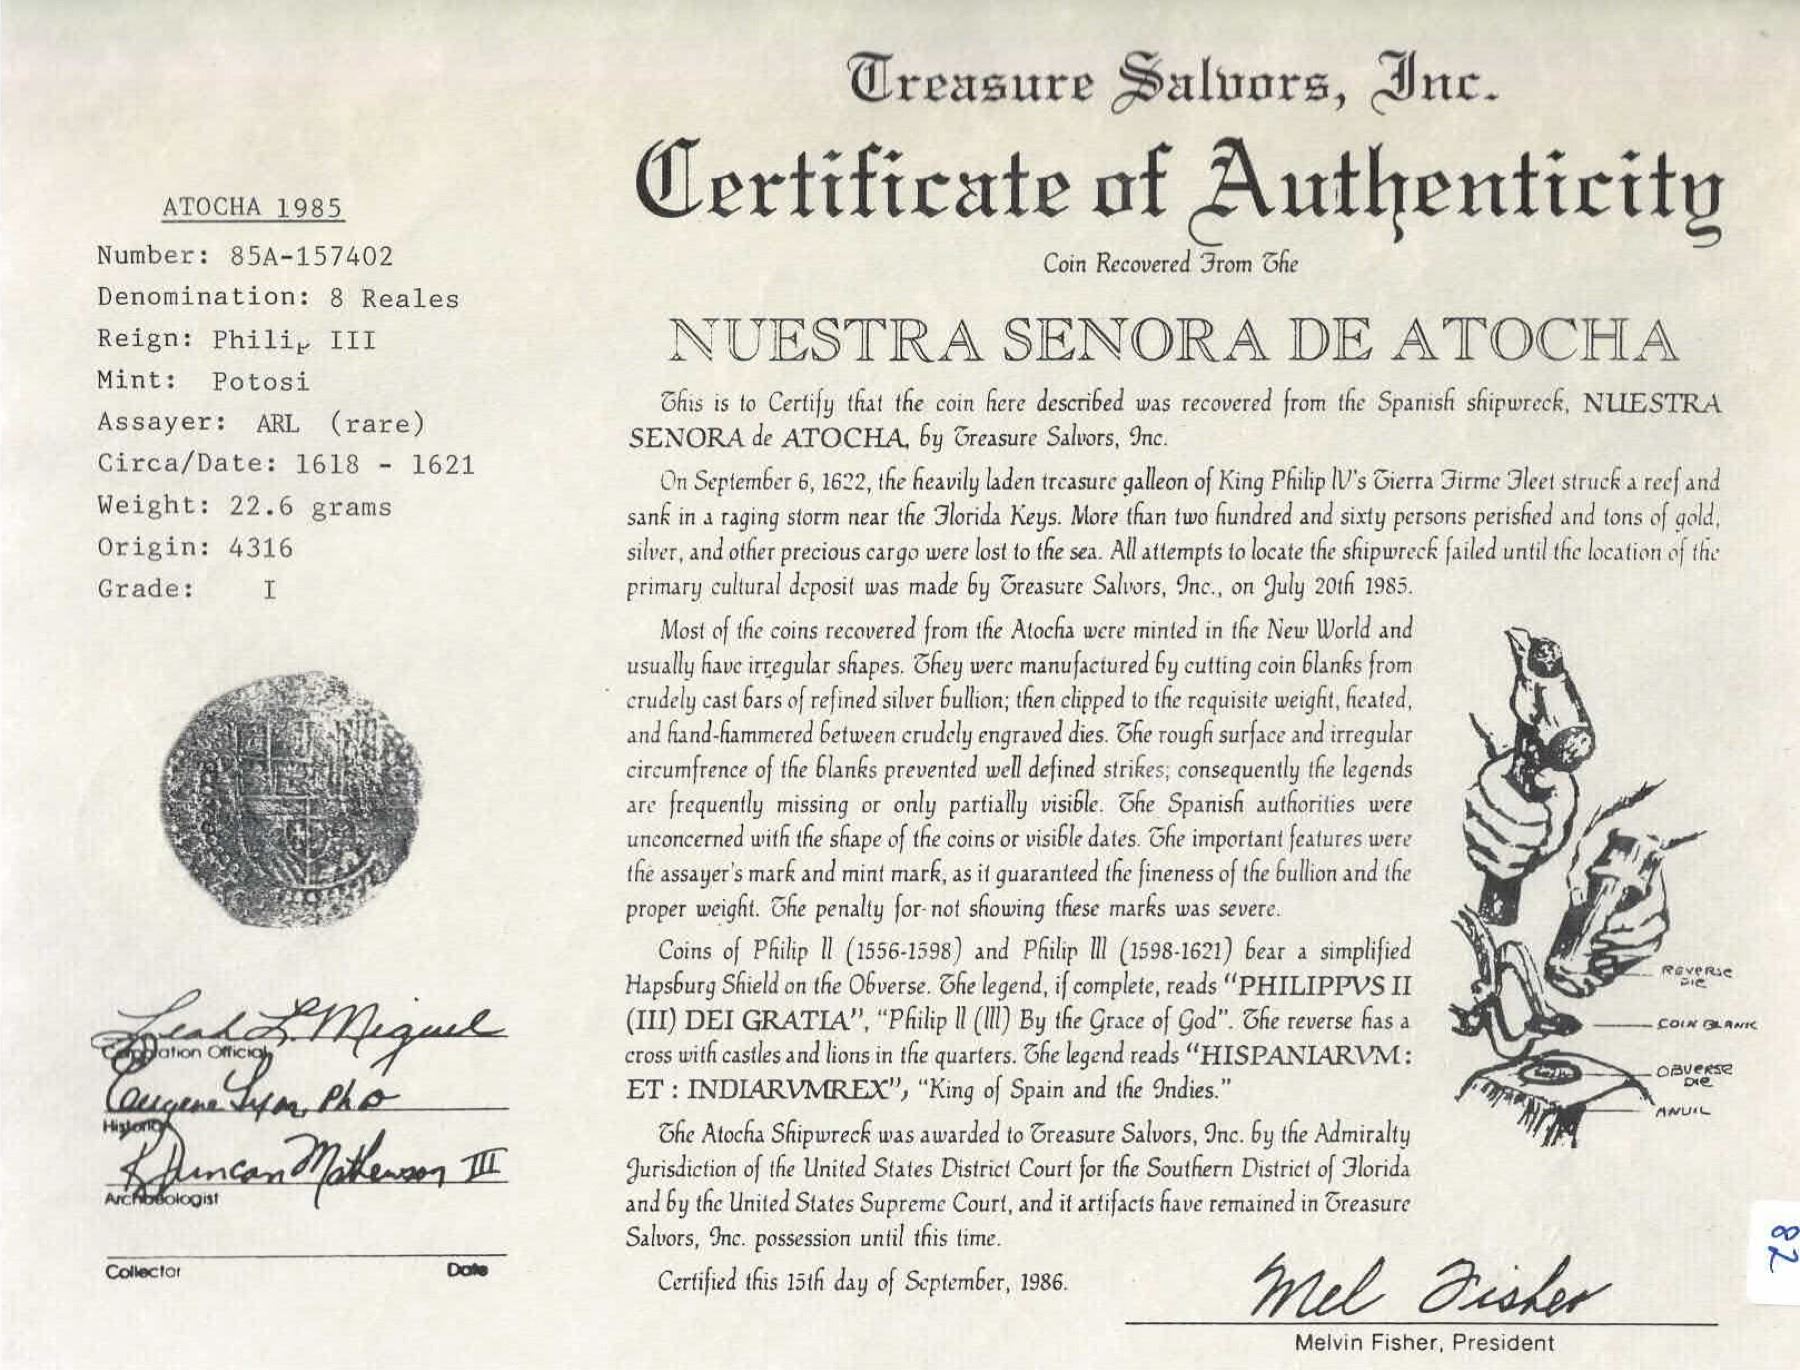 Treasure Salvors, Inc.
Certificate of Authenticity
Coin Recovered From The
NUESTRA SENORA DE ATOCHA
ATOCHA 1985
Number: 85A-157402
Denomination: 8 Reales
Reign: Philip III
Mint: Potosi
Assayer: ARL (rare)
Circa/Date: 1618 - 1621
Weight: 22.6 grams
Origin: 4316
Grade: I
This is to Certify that the coin here described was recovered from the Spanish shipwreck, NUESTRA
SENORA de ATOCHA, by Treasure Salvors, Inc.
On September 6, 1622, the heavily laden treasure galleon of King Philip IV's Tierra Firme Fleet struck a reef and
sank in a raging storm near the Florida Keys. More than two hundred and sixty persons perished and tons of gold,
silver, and other precious cargo were lost to the sea. All attempts to locate the shipwreck failed until the location of the
primary cultural deposit was made by Treasure Salvors, Inc., on July 20th 1985.
Most of the coins recovered from the Atocha were minted in the New World and
usually have irregular shapes. They were manufactured by cutting coin blanks from
crudely cast bars of refined silver bullion; then clipped to the requisite weight, heated,
and hand-hammered between crudely engraved dies. The rough surface and irregular
circumfrence of the blanks prevented well defined strikes; consequently the legends
are frequently missing or only partially visible. The Spanish authorities were
unconcerned with the shape of the coins or visible dates. The important features were
the assayer's mark and mint mark, as it guaranteed the fineness of the bullion and the
proper weight. The penalty for not showing these marks was severe.
Coins of Philip II (1556-1598) and Philip III (1598-1621) bear a simplified
Hapsburg Shield on the Obverse. The legend, if complete, reads "PHILIPPVS II
(III) DEI GRATIA", "Philip II (III) By the Grace of God". The reverse has a
cross with castles and lions in the quarters. The legend reads "HISPANIARVM :
ET : INDIARVMREX", "King of Spain and the Indies."
The Atocha Shipwreck was awarded to Treasure Salvors, Inc. by the Admiralty
Jurisdiction of the United States District Court for the Southern District of Florida
and by the United States Supreme Court, and it artifacts have remained in Treasure
Salvors, Inc. possession until this time.
Certified this 15th day of September, 1986.
REVERSE
DIE
COIN BLANK
OBVERSE
DIE
ANVIL
Leah L. Miguel
Corporation Official
Eugene Lyon, PhD
Historian
R Duncan Mathewson III
Archaeologist
Collector Date
Mel Fisher
Melvin Fisher, President
82